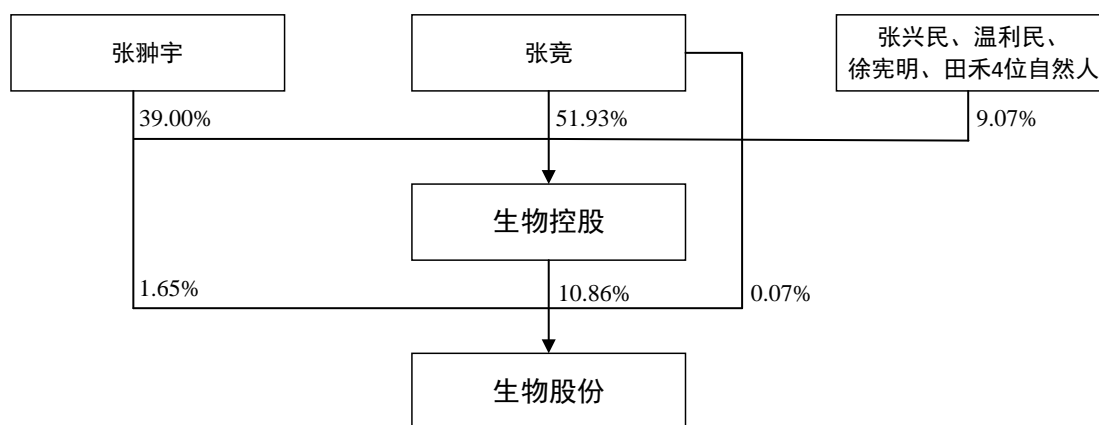 张翀宇
张竞
张兴民、温利民、
徐宪明、田禾4位自然人
39.00%
51.93%
9.07%
生物控股
1.65%
10.86%
0.07%
生物股份